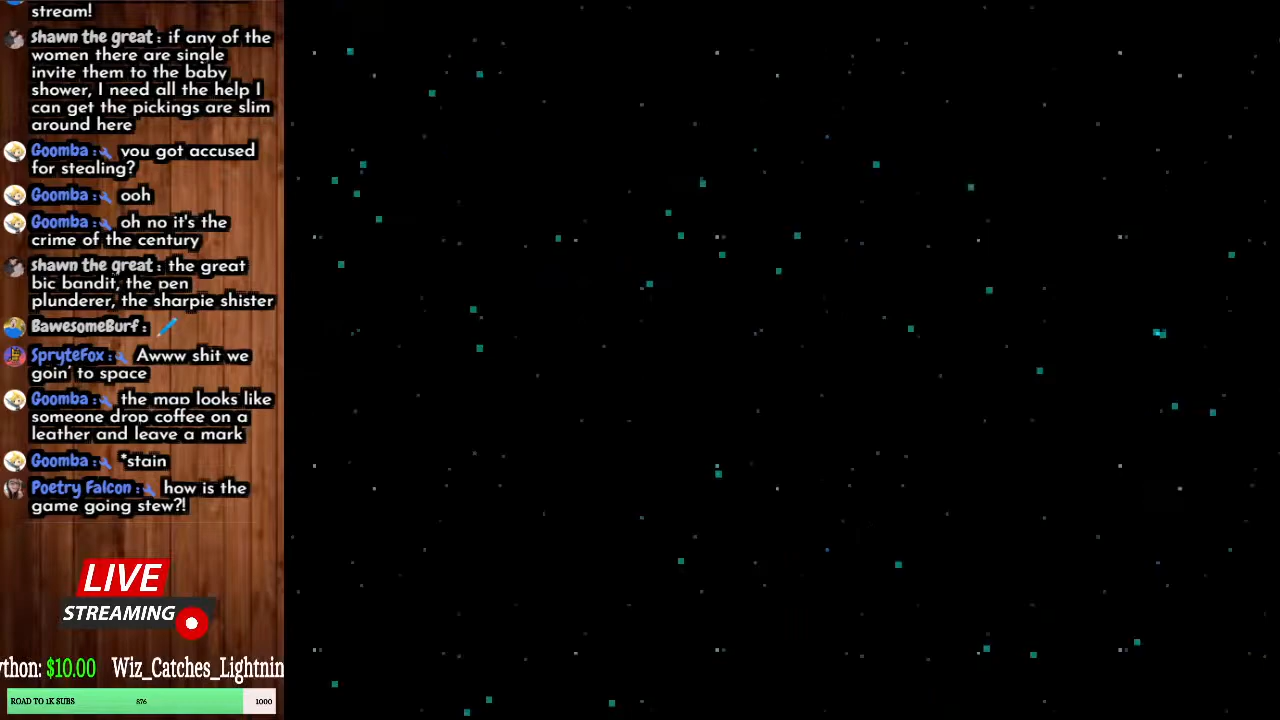 stream!
shawn the great : if any of the
women there are single
invite them to the baby
shower, I need all the help I
can get the pickings are slim
around here
Goomba : you got accused
for stealing?
Goomba : ooh
Goomba : oh no it's the
crime of the century
shawn the great : the great
bic bandit, the pen
plunderer, the sharpie shister
BawesomeBurf :
SpryteFox : Awww shit we
goin' to space
Goomba : the map looks like
someone drop coffee on a
leather and leave a mark
Goomba : *stain
Poetry Falcon : how is the
game going stew?!
LIVE
STREAMING
ython: $10.00 Wiz_Catches_Lightnin
ROAD TO 1K SUBS 876 1000